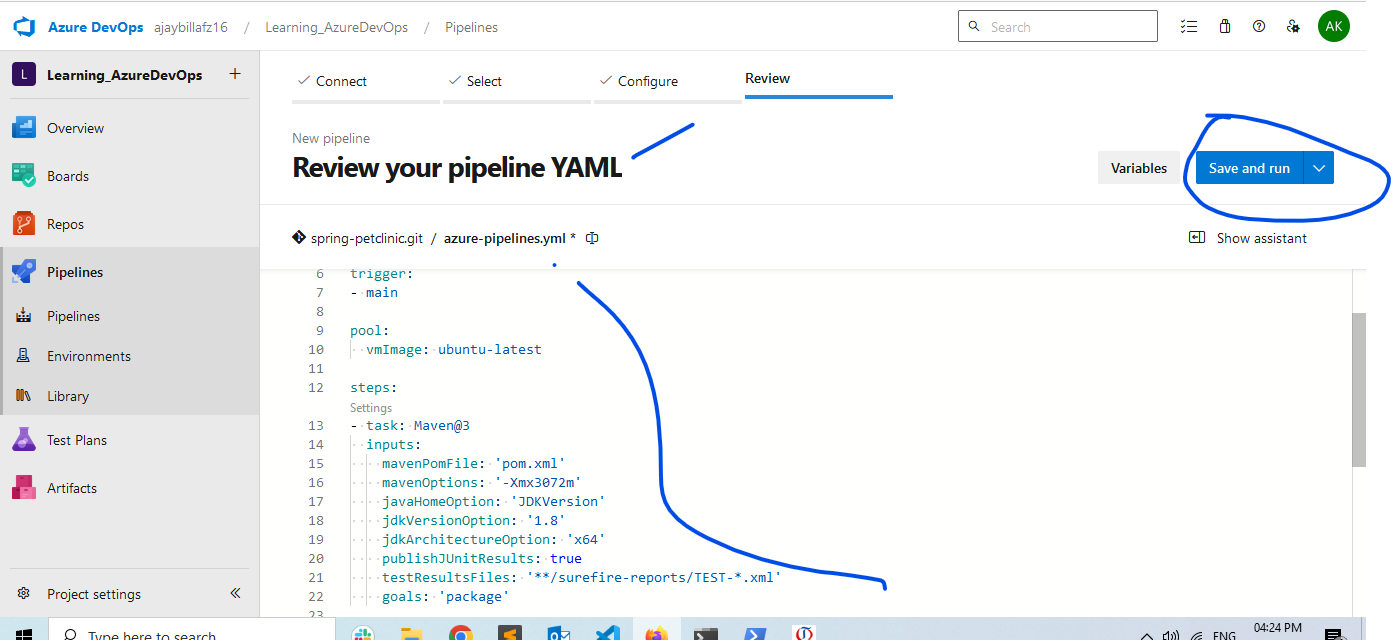 Azure DevOps ajaybillafz16 / Learning_AzureDevOps / Pipelines
Search
AK
L Learning_AzureDevOps +
Overview
Boards
Repos
Pipelines
Pipelines
Environments
Library
Test Plans
Artifacts
Project settings
Connect
Select
Configure
Review
New pipeline
Review your pipeline YAML
Variables
Save and run
spring-petclinic.git / azure-pipelines.yml *
Show assistant
6 trigger:
7 - main
8
9 pool:
10 vmImage: ubuntu-latest
11
12 steps:
Settings
13 - task: Maven@3
14 inputs:
15 mavenPomFile: 'pom.xml'
16 mavenOptions: '-Xmx3072m'
17 javaHomeOption: 'JDKVersion'
18 jdkVersionOption: '1.8'
19 jdkArchitectureOption: 'x64'
20 publishJUnitResults: true
21 testResultsFiles: '**/surefire-reports/TEST-*.xml'
22 goals: 'package'
23
Type here to search
ENG
04:24 PM